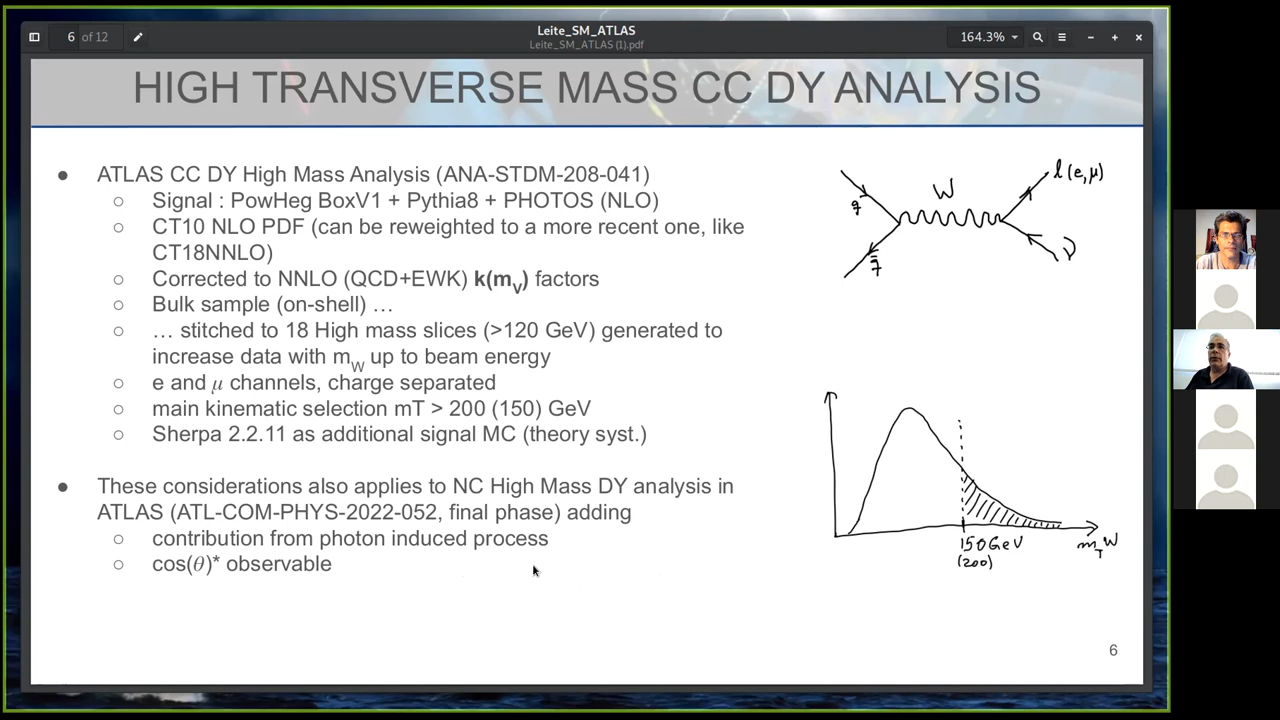 6 of 12
Leite_SM_ATLAS
Leite_SM_ATLAS (1).pdf
164.3%
HIGH TRANSVERSE MASS CC DY ANALYSIS
● ATLAS CC DY High Mass Analysis (ANA-STDM-208-041)
○ Signal : PowHeg BoxV1 + Pythia8 + PHOTOS (NLO)
○ CT10 NLO PDF (can be reweighted to a more recent one, like
CT18NNLO)
○ Corrected to NNLO (QCD+EWK) k(mV) factors
○ Bulk sample (on-shell) …
○ … stitched to 18 High mass slices (>120 GeV) generated to
increase data with mW up to beam energy
○ e and μ channels, charge separated
○ main kinematic selection mT > 200 (150) GeV
○ Sherpa 2.2.11 as additional signal MC (theory syst.)
● These considerations also applies to NC High Mass DY analysis in
ATLAS (ATL-COM-PHYS-2022-052, final phase) adding
○ contribution from photon induced process
○ cos(θ)* observable
W
l(e,μ)
q
q̄
ν
150GeV
(200)
mTW
6